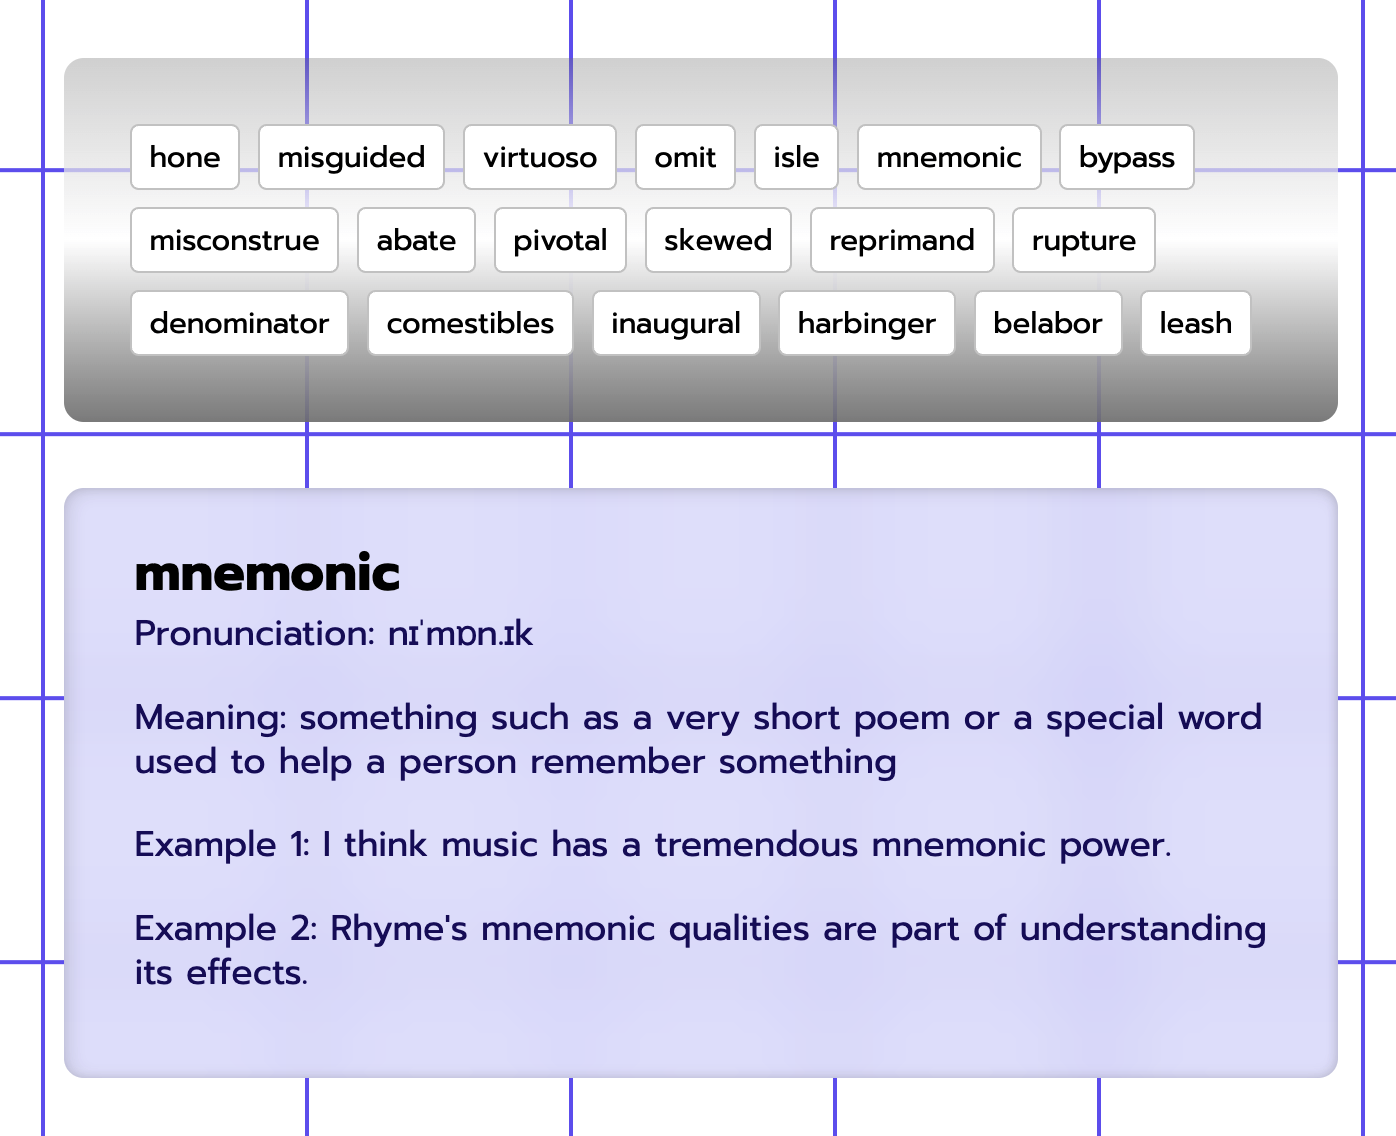 hone misguided virtuoso omit isle mnemonic bypass
misconstrue abate pivotal skewed reprimand rupture
denominator comestibles inaugural harbinger belabor leash
mnemonic
Pronunciation: nɪˈmɒn.ɪk
Meaning: something such as a very short poem or a special word
used to help a person remember something
Example 1: I think music has a tremendous mnemonic power.
Example 2: Rhyme's mnemonic qualities are part of understanding
its effects.